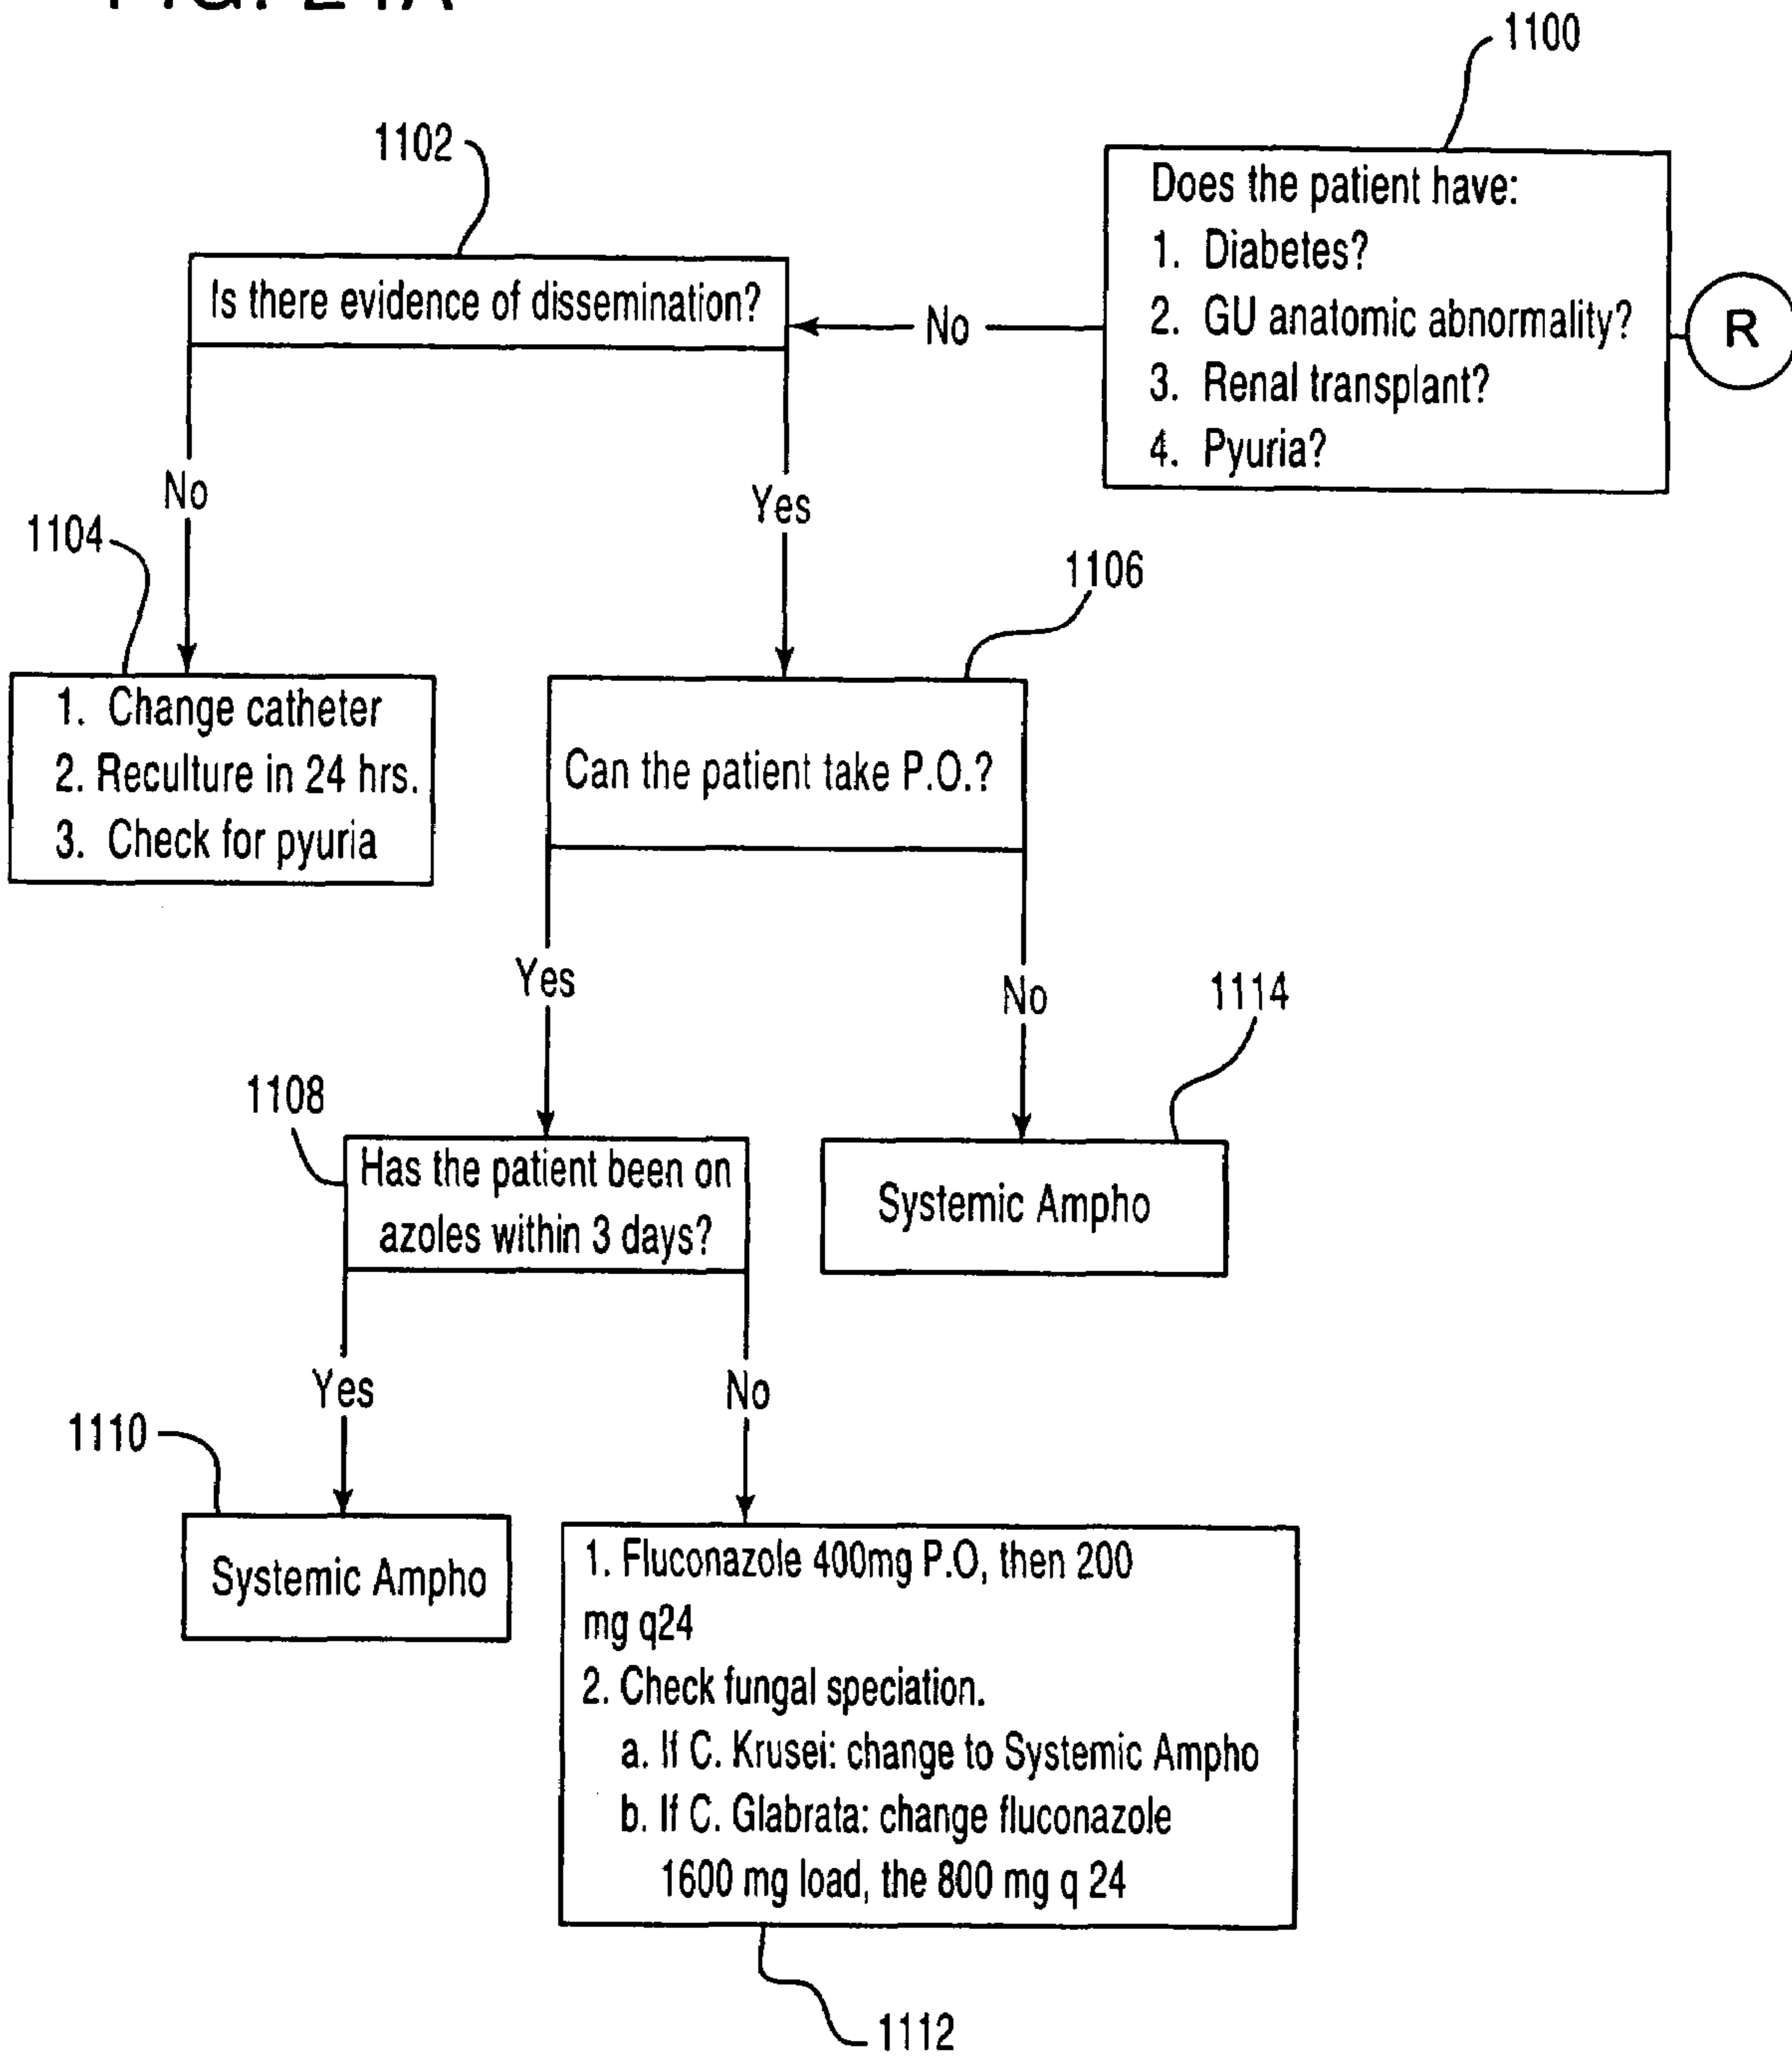 1100
1102
Does the patient have:
1. Diabetes?
2. GU anatomic abnormality?
3. Renal transplant?
4. Pyuria?
R
Is there evidence of dissemination?
No
No
Yes
1104
1106
1. Change catheter
2. Reculture in 24 hrs.
3. Check for pyuria
Can the patient take P.O.?
Yes
No
1114
1108
Has the patient been on
azoles within 3 days?
Systemic Ampho
Yes
No
1110
Systemic Ampho
1. Fluconazole 400mg P.O, then 200
mg q24
2. Check fungal speciation.
a. If C. Krusei: change to Systemic Ampho
b. If C. Glabrata: change fluconazole
1600 mg load, the 800 mg q 24
1112